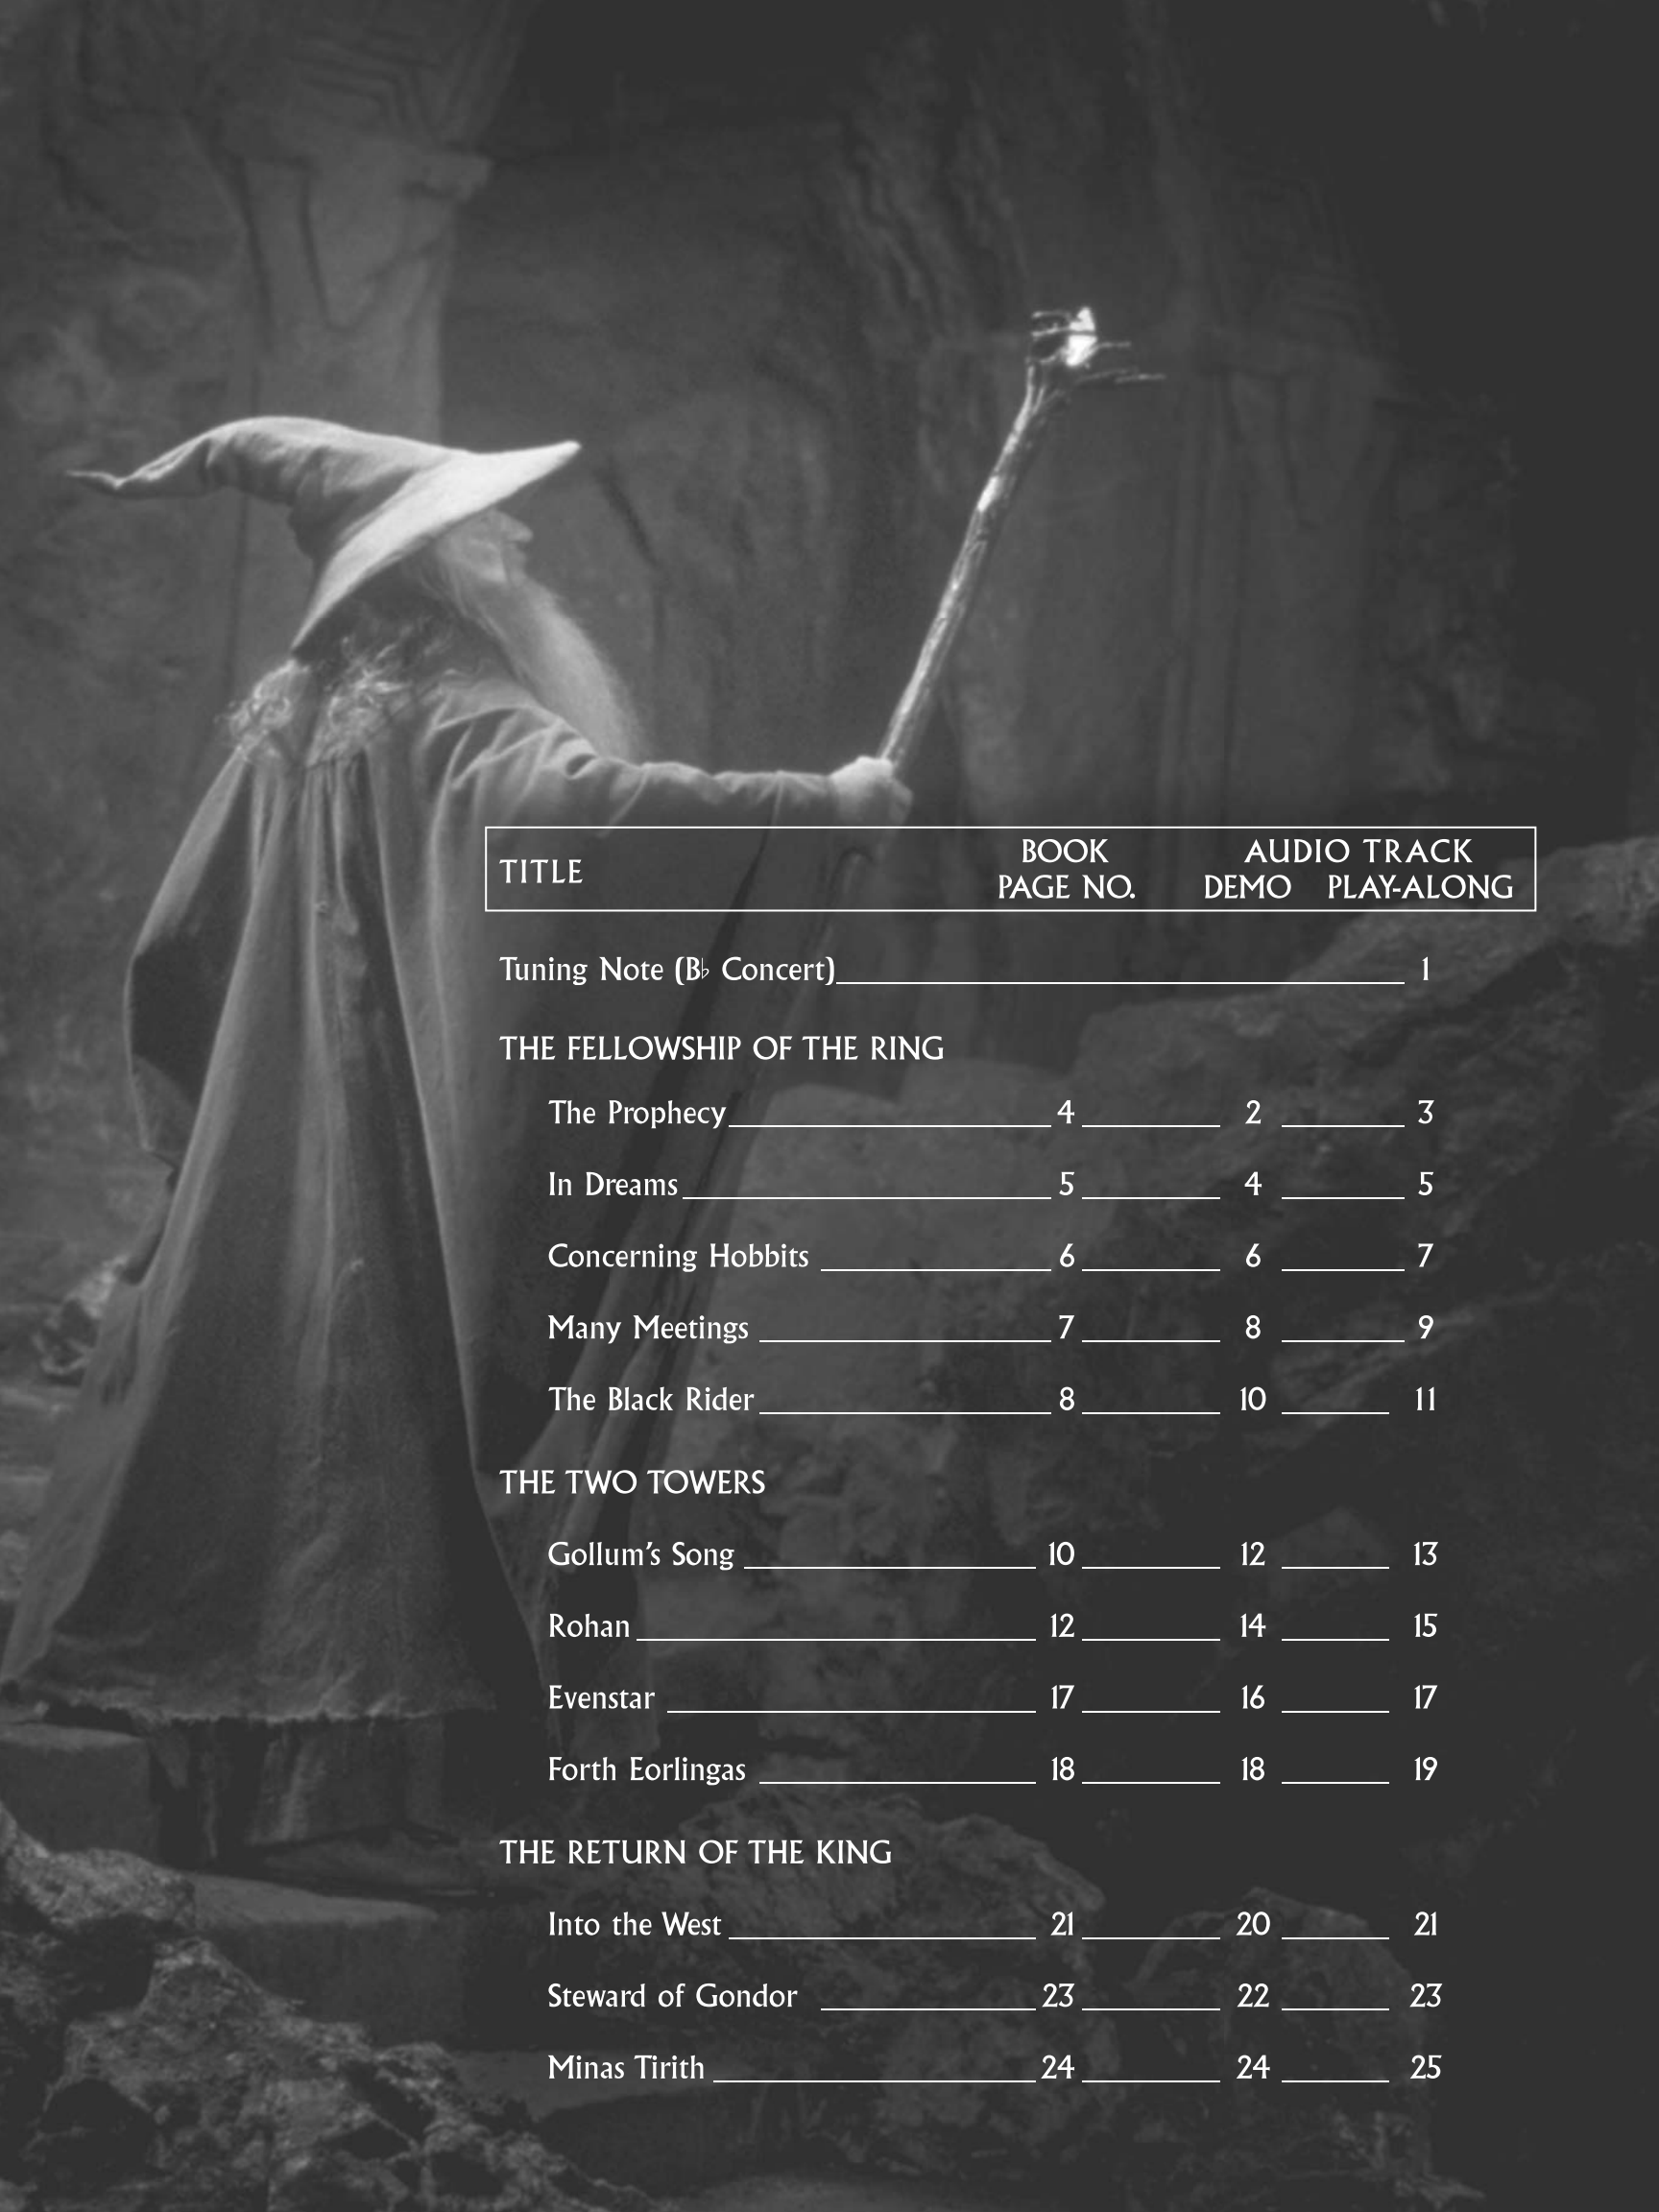 TITLE BOOK PAGE NO. AUDIO TRACK DEMO PLAY-ALONG
Tuning Note (B♭ Concert) 1
THE FELLOWSHIP OF THE RING
The Prophecy 4 2 3
In Dreams 5 4 5
Concerning Hobbits 6 6 7
Many Meetings 7 8 9
The Black Rider 8 10 11
THE TWO TOWERS
Gollum's Song 10 12 13
Rohan 12 14 15
Evenstar 17 16 17
Forth Eorlingas 18 18 19
THE RETURN OF THE KING
Into the West 21 20 21
Steward of Gondor 23 22 23
Minas Tirith 24 24 25